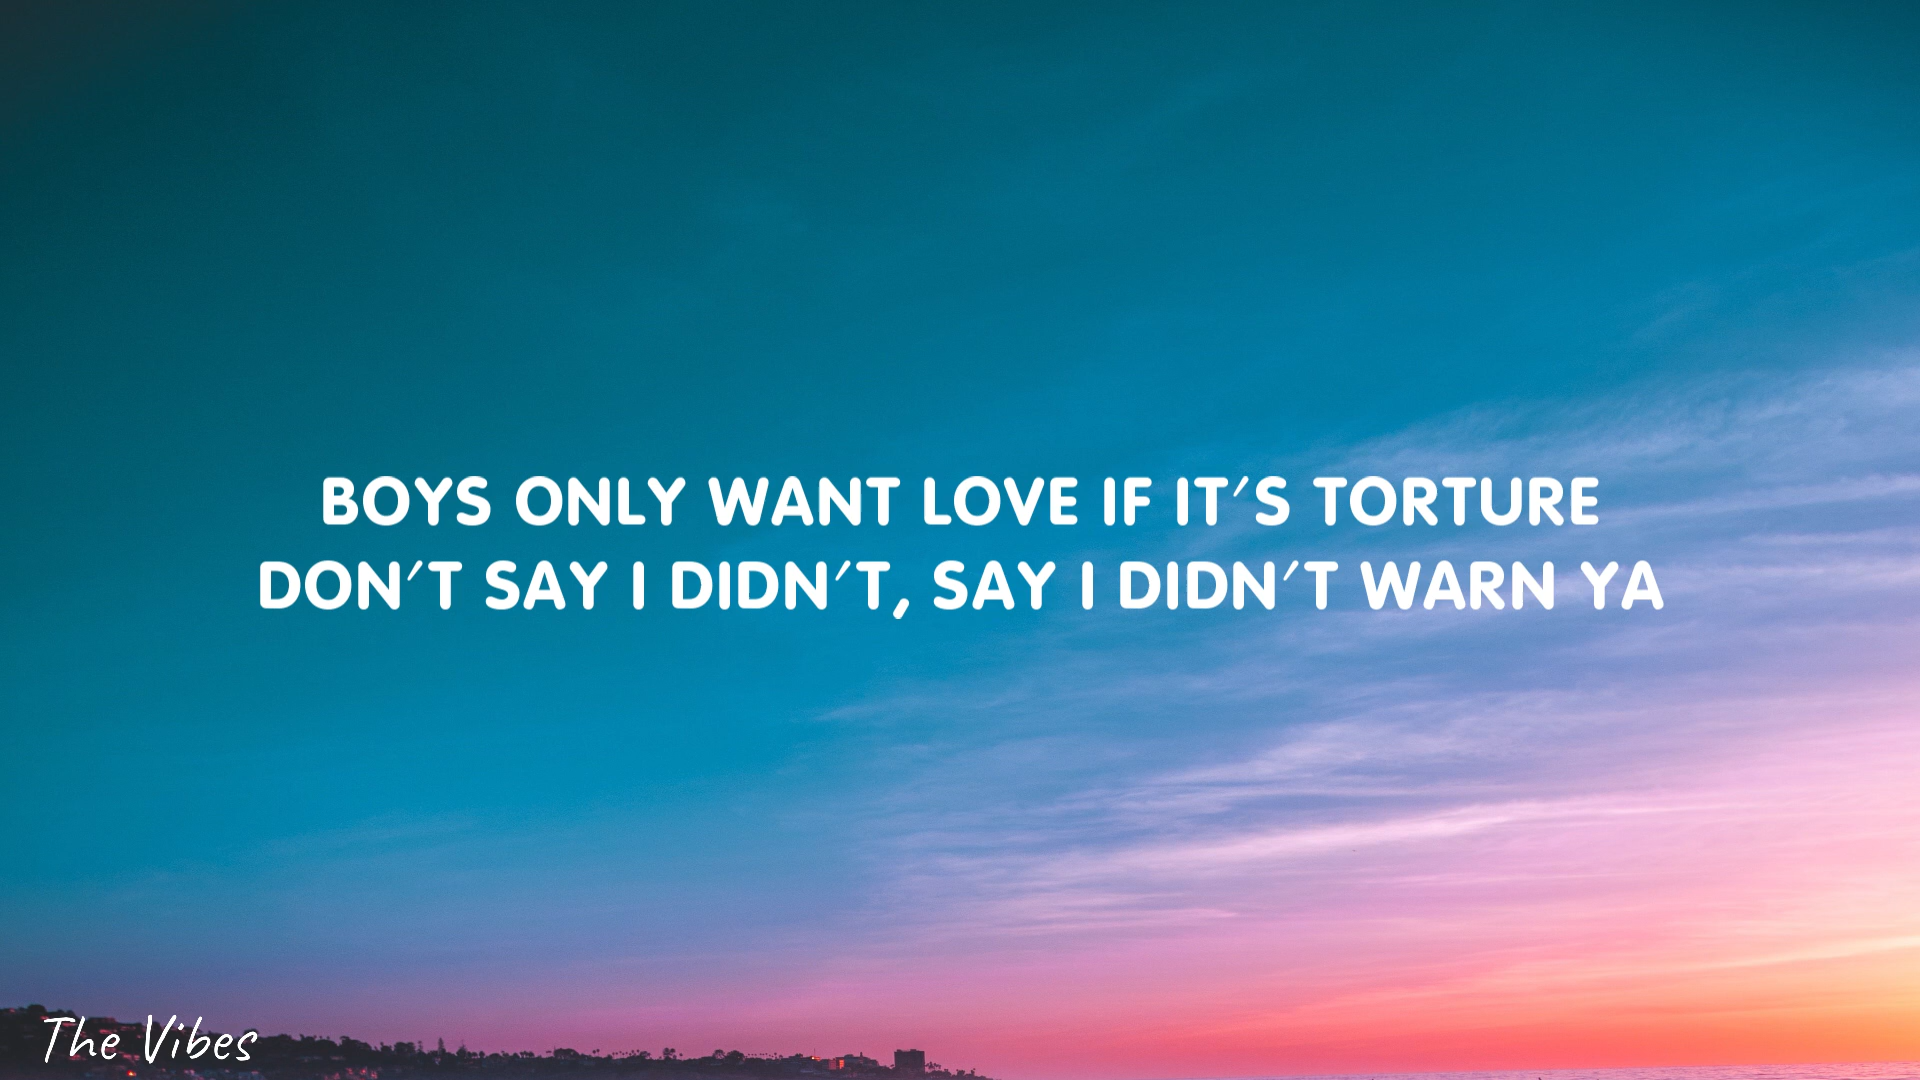 BOYS ONLY WANT LOVE IF IT'S TORTURE
DON'T SAY I DIDN'T, SAY I DIDN'T WARN YA
The Vibes